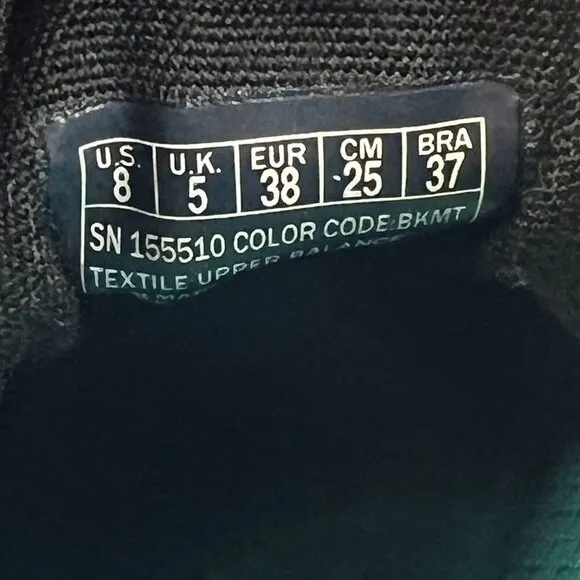 U.S. U.K. EUR CM BRA
8 5 38 25 37
SN 155510 COLOR CODE:BKMT
TEXTILE UPPER BALANCE